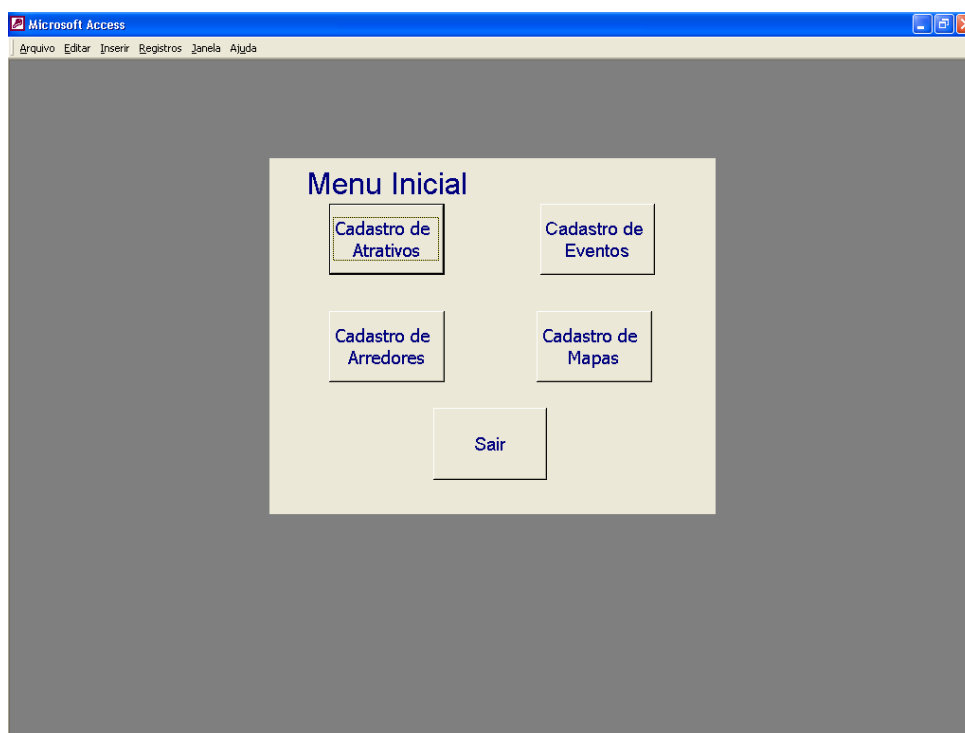 Microsoft Access
Arquivo Editar Inserir Registros Janela Ajuda
Menu Inicial
Cadastro de
Atrativos
Cadastro de
Eventos
Cadastro de
Arredores
Cadastro de
Mapas
Sair